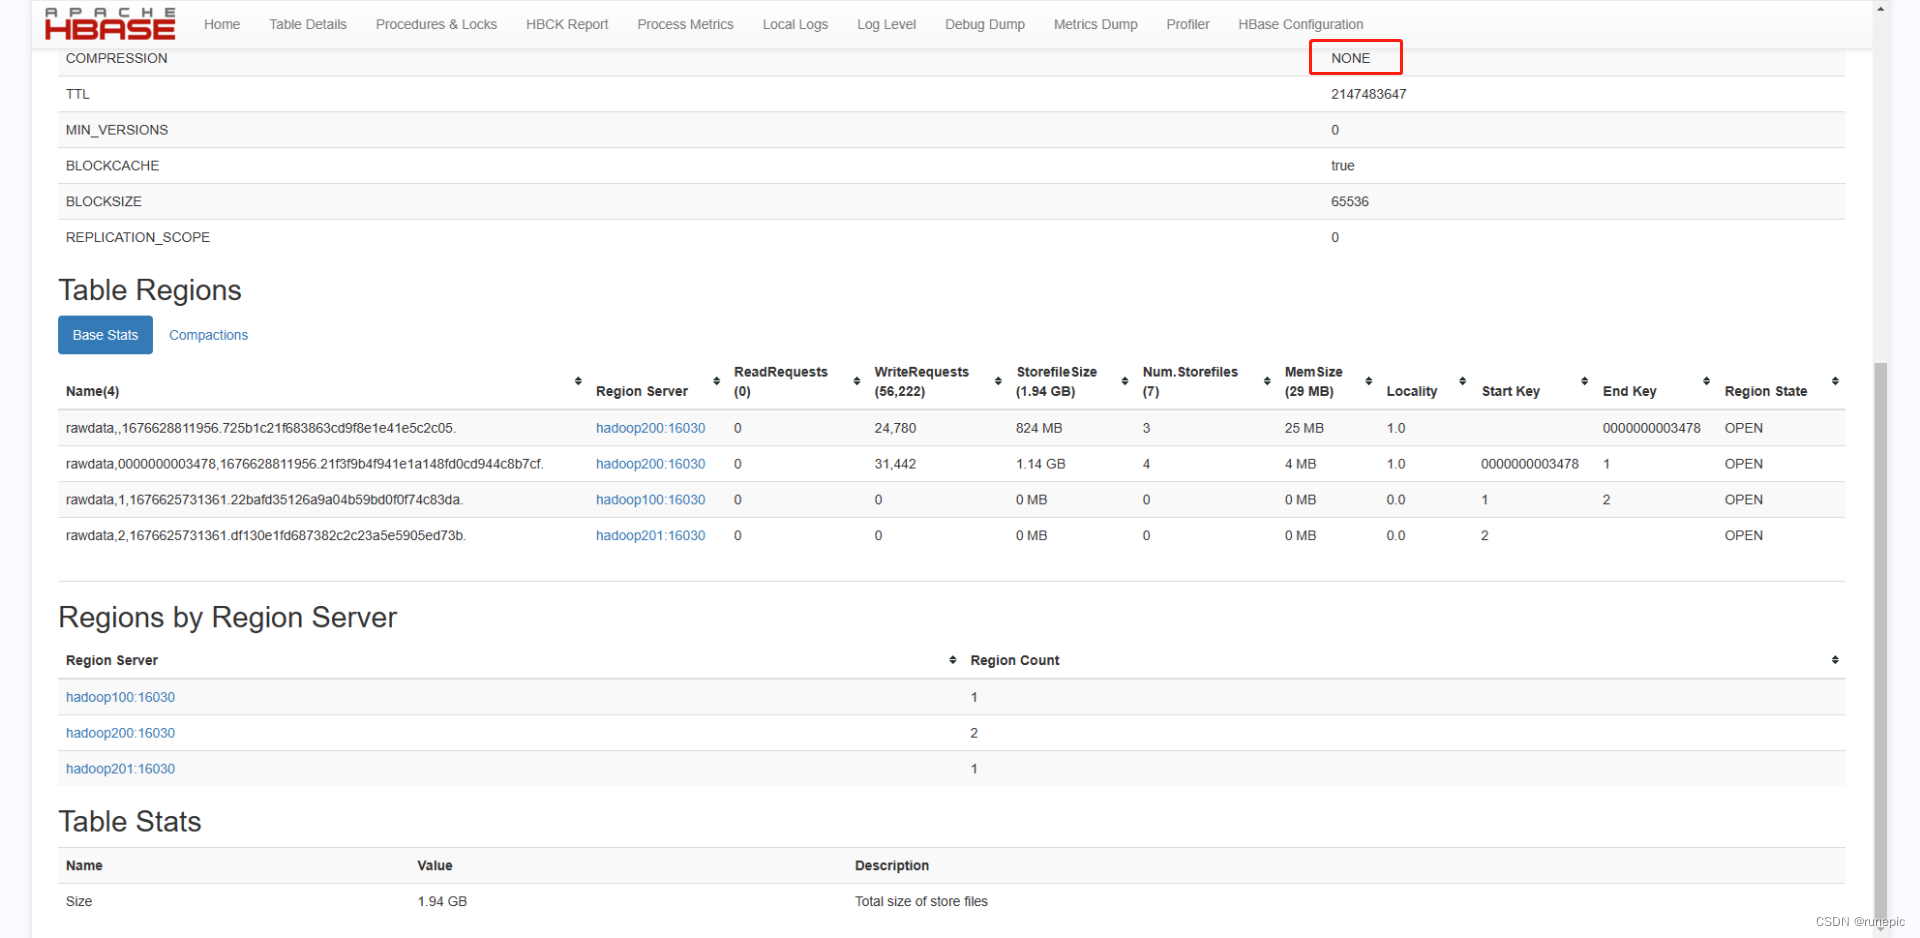 APACHE
HBASE
Home Table Details Procedures & Locks HBCK Report Process Metrics Local Logs Log Level Debug Dump Metrics Dump Profiler HBase Configuration
COMPRESSION NONE
TTL 2147483647
MIN_VERSIONS 0
BLOCKCACHE true
BLOCKSIZE 65536
REPLICATION_SCOPE 0
Table Regions
Base Stats Compactions
Name(4) Region Server ReadRequests (0) WriteRequests (56,222) StorefileSize (1.94 GB) Num.Storefiles (7) MemSize (29 MB) Locality Start Key End Key Region State
rawdata,,1676628811956.725b1c21f683863cd9f8e1e41e5c2c05. hadoop200:16030 0 24,780 824 MB 3 25 MB 1.0 0000000003478 OPEN
rawdata,0000000003478,1676628811956.21f3f9b4f941e1a148fd0cd944c8b7cf. hadoop200:16030 0 31,442 1.14 GB 4 4 MB 1.0 0000000003478 1 OPEN
rawdata,1,1676625731361.22bafd35126a9a04b59bd0f0f74c83da. hadoop100:16030 0 0 0 MB 0 0 MB 0.0 1 2 OPEN
rawdata,2,1676625731361.df130e1fd687382c2c23a5e5905ed73b. hadoop201:16030 0 0 0 MB 0 0 MB 0.0 2 OPEN
Regions by Region Server
Region Server Region Count
hadoop100:16030 1
hadoop200:16030 2
hadoop201:16030 1
Table Stats
Name Value Description
Size 1.94 GB Total size of store files
CSDN @runepic